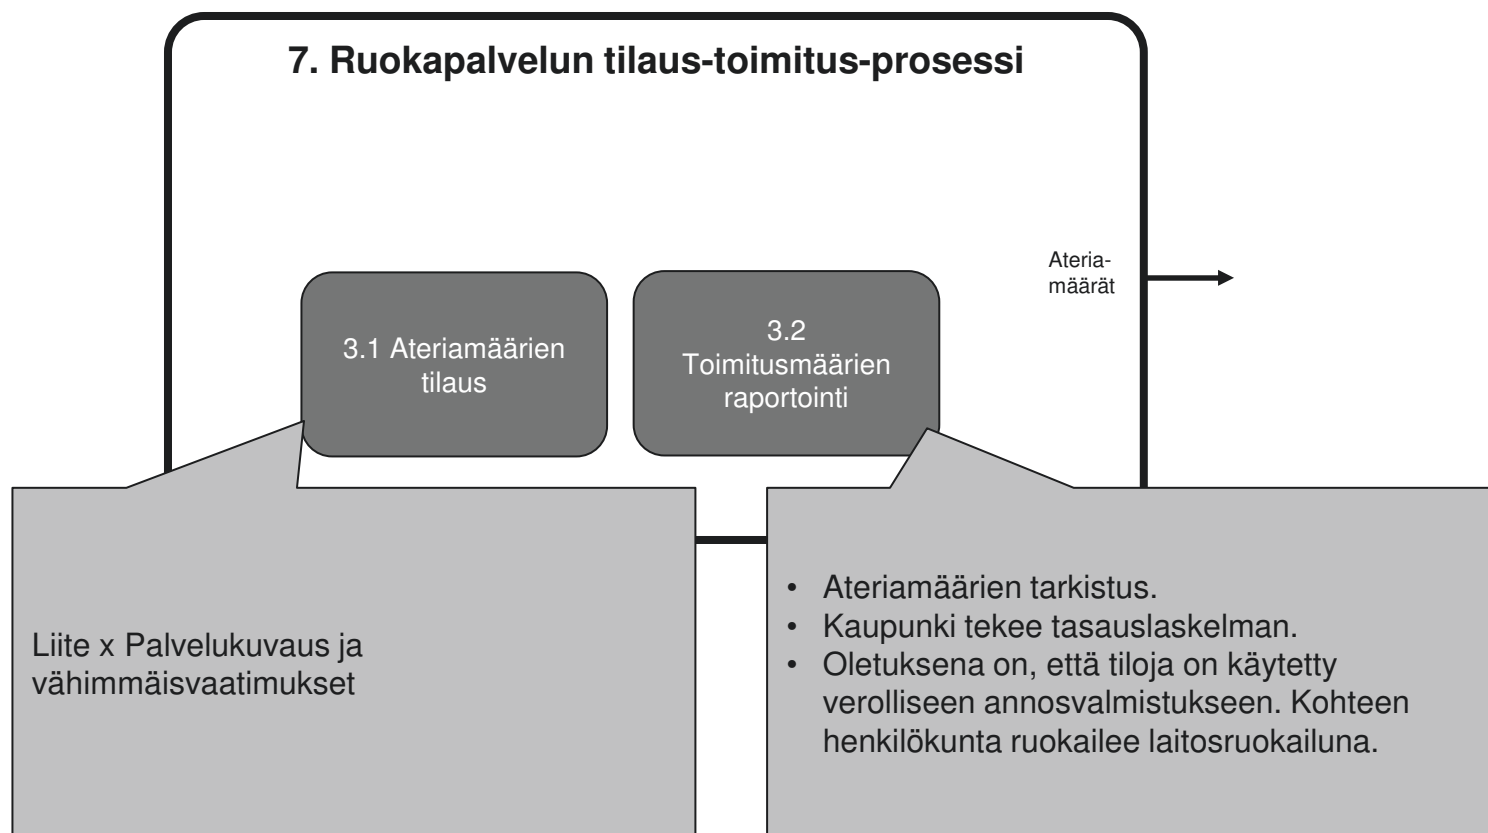 7. Ruokapalvelun tilaus-toimitus-prosessi
Ateria-
määrät
3.1 Ateriamäärien
tilaus
3.2
Toimitusmäärien
raportointi
Liite x Palvelukuvaus ja
vähimmäisvaatimukset
• Ateriamäärien tarkistus.
• Kaupunki tekee tasauslaskelman.
• Oletuksena on, että tiloja on käytetty
verolliseen annosvalmistukseen. Kohteen
henkilökunta ruokailee laitosruokailuna.